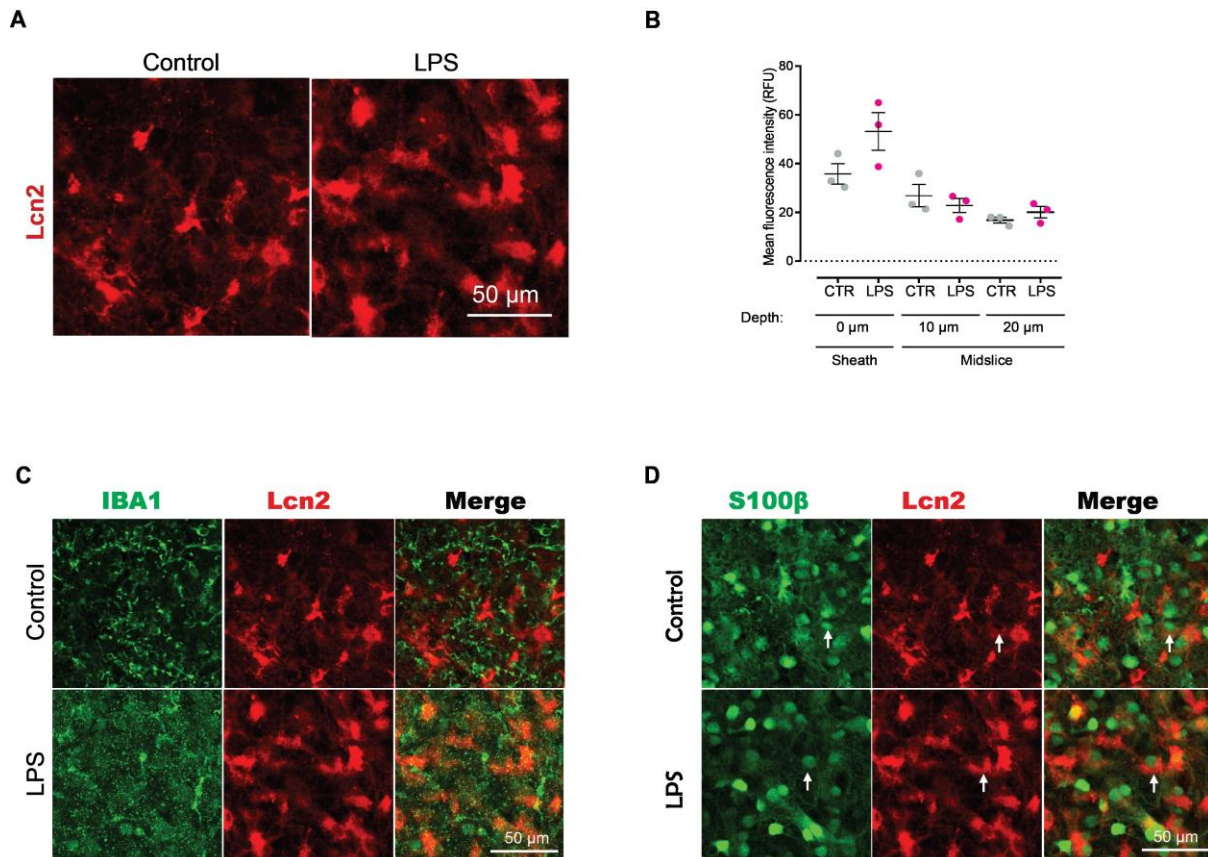 A
Control LPS
Lcn2
50 µm
B
Mean fluorescence intensity (RFU)
80
60
40
20
0
CTR LPS CTR LPS CTR LPS
Depth: 0 µm 10 µm 20 µm
Sheath Midslice
C
IBA1 Lcn2 Merge
Control
LPS
50 µm
D
S100β Lcn2 Merge
Control
LPS
50 µm